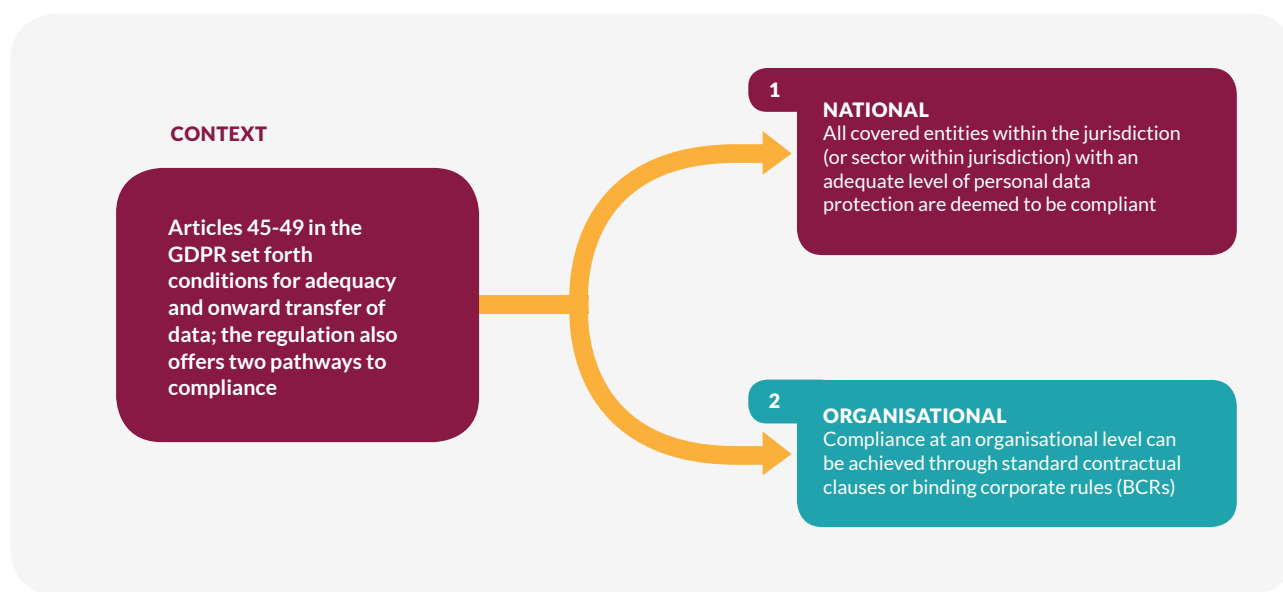 CONTEXT
Articles 45-49 in the
GDPR set forth
conditions for adequacy
and onward transfer of
data; the regulation also
offers two pathways to
compliance
1
NATIONAL
All covered entities within the jurisdiction
(or sector within jurisdiction) with an
adequate level of personal data
protection are deemed to be compliant
2
ORGANISATIONAL
Compliance at an organisational level can
be achieved through standard contractual
clauses or binding corporate rules (BCRs)